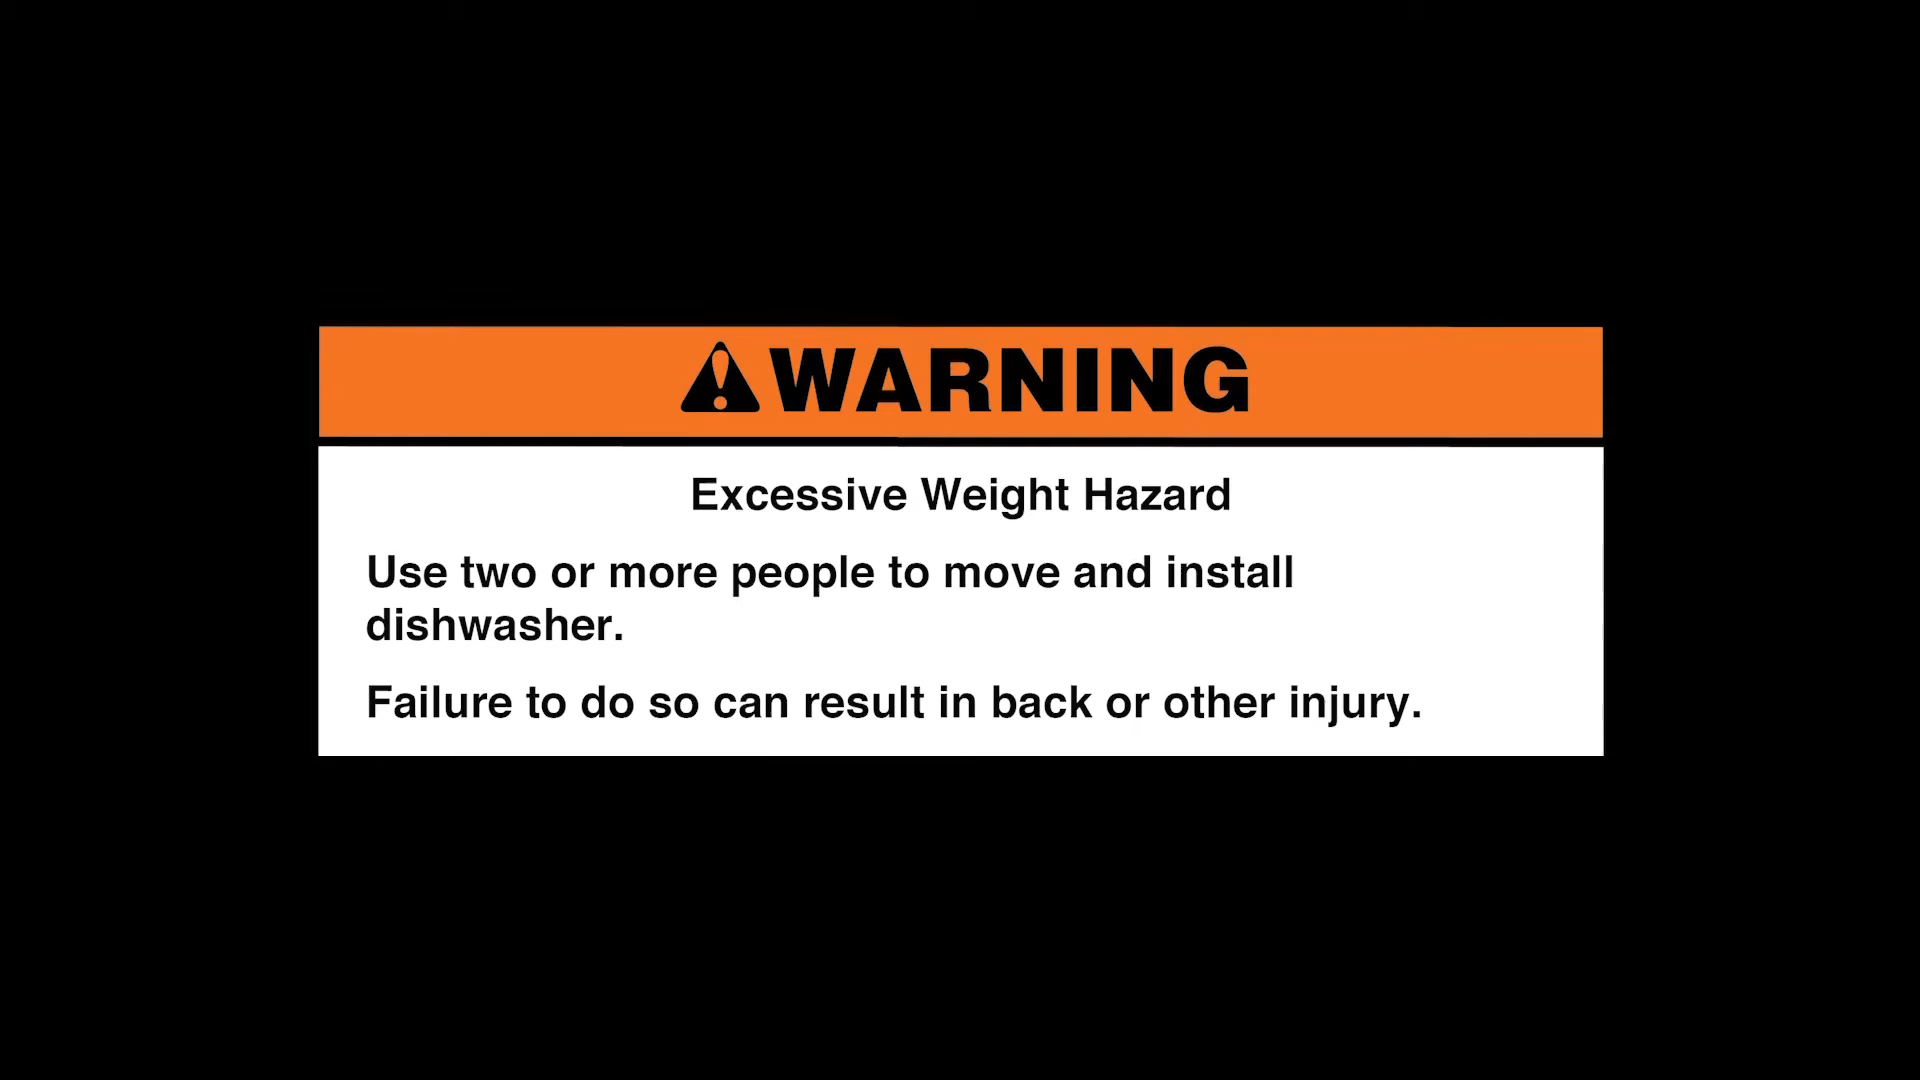 WARNING
Excessive Weight Hazard
Use two or more people to move and install
dishwasher.
Failure to do so can result in back or other injury.